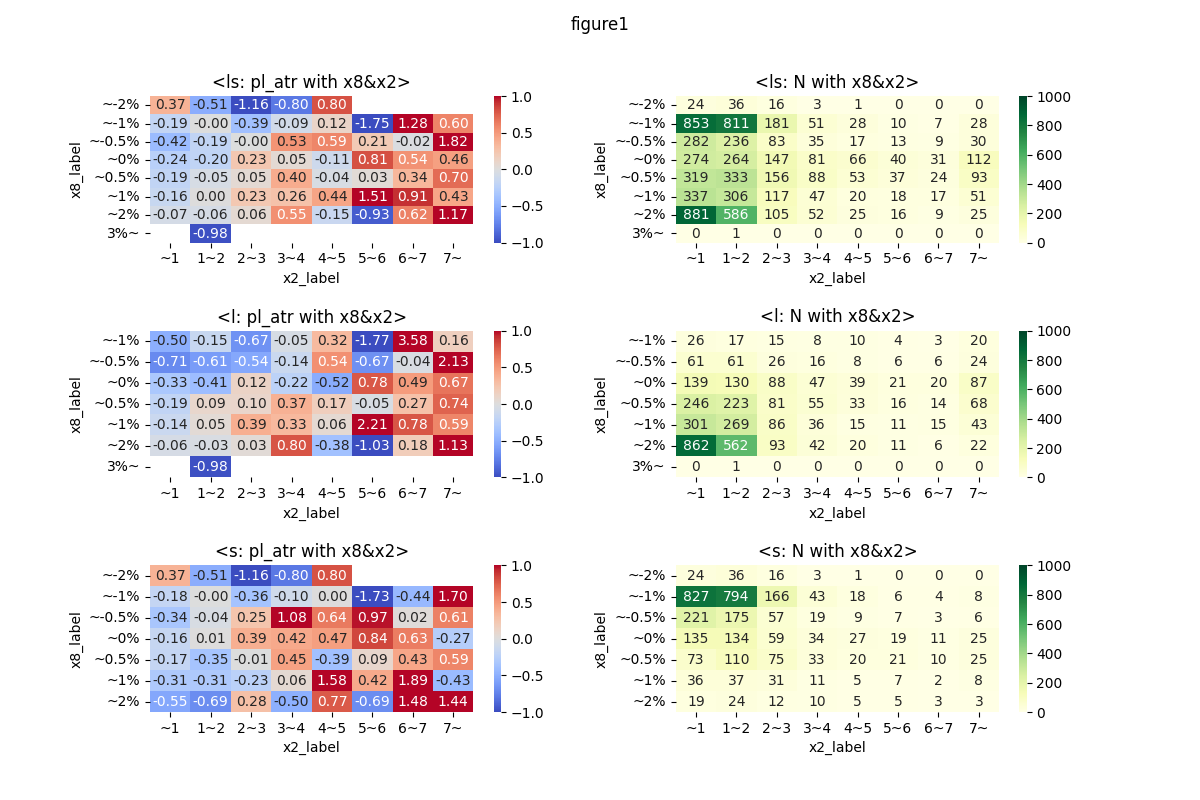 figure1
<ls: pl_atr with x8&x2>
x8_label
~-2% 0.37 -0.51 -1.16 -0.80 0.80
~-1% -0.19 -0.00 -0.39 -0.09 0.12 -1.75 1.28 0.60
~-0.5% -0.42 -0.19 -0.00 0.53 0.59 0.21 -0.02 1.82
~0% -0.24 -0.20 0.23 0.05 -0.11 0.81 0.54 0.46
~0.5% -0.19 -0.05 0.05 0.40 -0.04 0.03 0.34 0.70
~1% -0.16 0.00 0.23 0.26 0.44 1.51 0.91 0.43
~2% -0.07 -0.06 0.06 0.55 -0.15 -0.93 0.62 1.17
3%~ -0.98
~1 1~2 2~3 3~4 4~5 5~6 6~7 7~
x2_label
1.0
0.5
0.0
−0.5
−1.0
<ls: N with x8&x2>
x8_label
~-2% 24 36 16 3 1 0 0 0
~-1% 853 811 181 51 28 10 7 28
~-0.5% 282 236 83 35 17 13 9 30
~0% 274 264 147 81 66 40 31 112
~0.5% 319 333 156 88 53 37 24 93
~1% 337 306 117 47 20 18 17 51
~2% 881 586 105 52 25 16 9 25
3%~ 0 1 0 0 0 0 0 0
~1 1~2 2~3 3~4 4~5 5~6 6~7 7~
x2_label
1000
800
600
400
200
0
<l: pl_atr with x8&x2>
x8_label
~-1% -0.50 -0.15 -0.67 -0.05 0.32 -1.77 3.58 0.16
~-0.5% -0.71 -0.61 -0.54 -0.14 0.54 -0.67 -0.04 2.13
~0% -0.33 -0.41 0.12 -0.22 -0.52 0.78 0.49 0.67
~0.5% -0.19 0.09 0.10 0.37 0.17 -0.05 0.27 0.74
~1% -0.14 0.05 0.39 0.33 0.06 2.21 0.78 0.59
~2% -0.06 -0.03 0.03 0.80 -0.38 -1.03 0.18 1.13
3%~ -0.98
~1 1~2 2~3 3~4 4~5 5~6 6~7 7~
x2_label
1.0
0.5
0.0
−0.5
−1.0
<l: N with x8&x2>
x8_label
~-1% 26 17 15 8 10 4 3 20
~-0.5% 61 61 26 16 8 6 6 24
~0% 139 130 88 47 39 21 20 87
~0.5% 246 223 81 55 33 16 14 68
~1% 301 269 86 36 15 11 15 43
~2% 862 562 93 42 20 11 6 22
3%~ 0 1 0 0 0 0 0 0
~1 1~2 2~3 3~4 4~5 5~6 6~7 7~
x2_label
1000
800
600
400
200
0
<s: pl_atr with x8&x2>
x8_label
~-2% 0.37 -0.51 -1.16 -0.80 0.80
~-1% -0.18 -0.00 -0.36 -0.10 0.00 -1.73 -0.44 1.70
~-0.5% -0.34 -0.04 0.25 1.08 0.64 0.97 0.02 0.61
~0% -0.16 0.01 0.39 0.42 0.47 0.84 0.63 -0.27
~0.5% -0.17 -0.35 -0.01 0.45 -0.39 0.09 0.43 0.59
~1% -0.31 -0.31 -0.23 0.06 1.58 0.42 1.89 -0.43
~2% -0.55 -0.69 0.28 -0.50 0.77 -0.69 1.48 1.44
~1 1~2 2~3 3~4 4~5 5~6 6~7 7~
x2_label
1.0
0.5
0.0
−0.5
−1.0
<s: N with x8&x2>
x8_label
~-2% 24 36 16 3 1 0 0 0
~-1% 827 794 166 43 18 6 4 8
~-0.5% 221 175 57 19 9 7 3 6
~0% 135 134 59 34 27 19 11 25
~0.5% 73 110 75 33 20 21 10 25
~1% 36 37 31 11 5 7 2 8
~2% 19 24 12 10 5 5 3 3
~1 1~2 2~3 3~4 4~5 5~6 6~7 7~
x2_label
1000
800
600
400
200
0